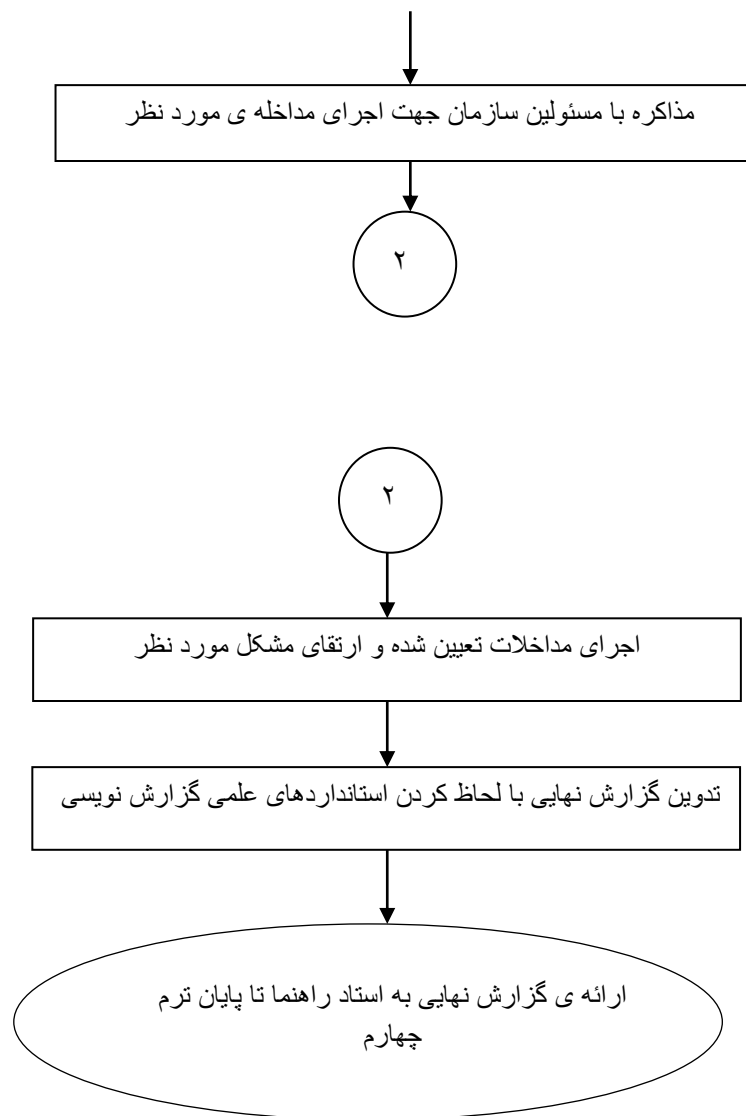 مذاکره با مسئولین سازمان جهت اجرای مداخله ی مورد نظر
۲
۲
اجرای مداخلات تعیین شده و ارتقای مشکل مورد نظر
تدوین گزارش نهایی با لحاظ کردن استانداردهای علمی گزارش نویسی
ارائه ی گزارش نهایی به استاد راهنما تا پایان ترم
چهارم